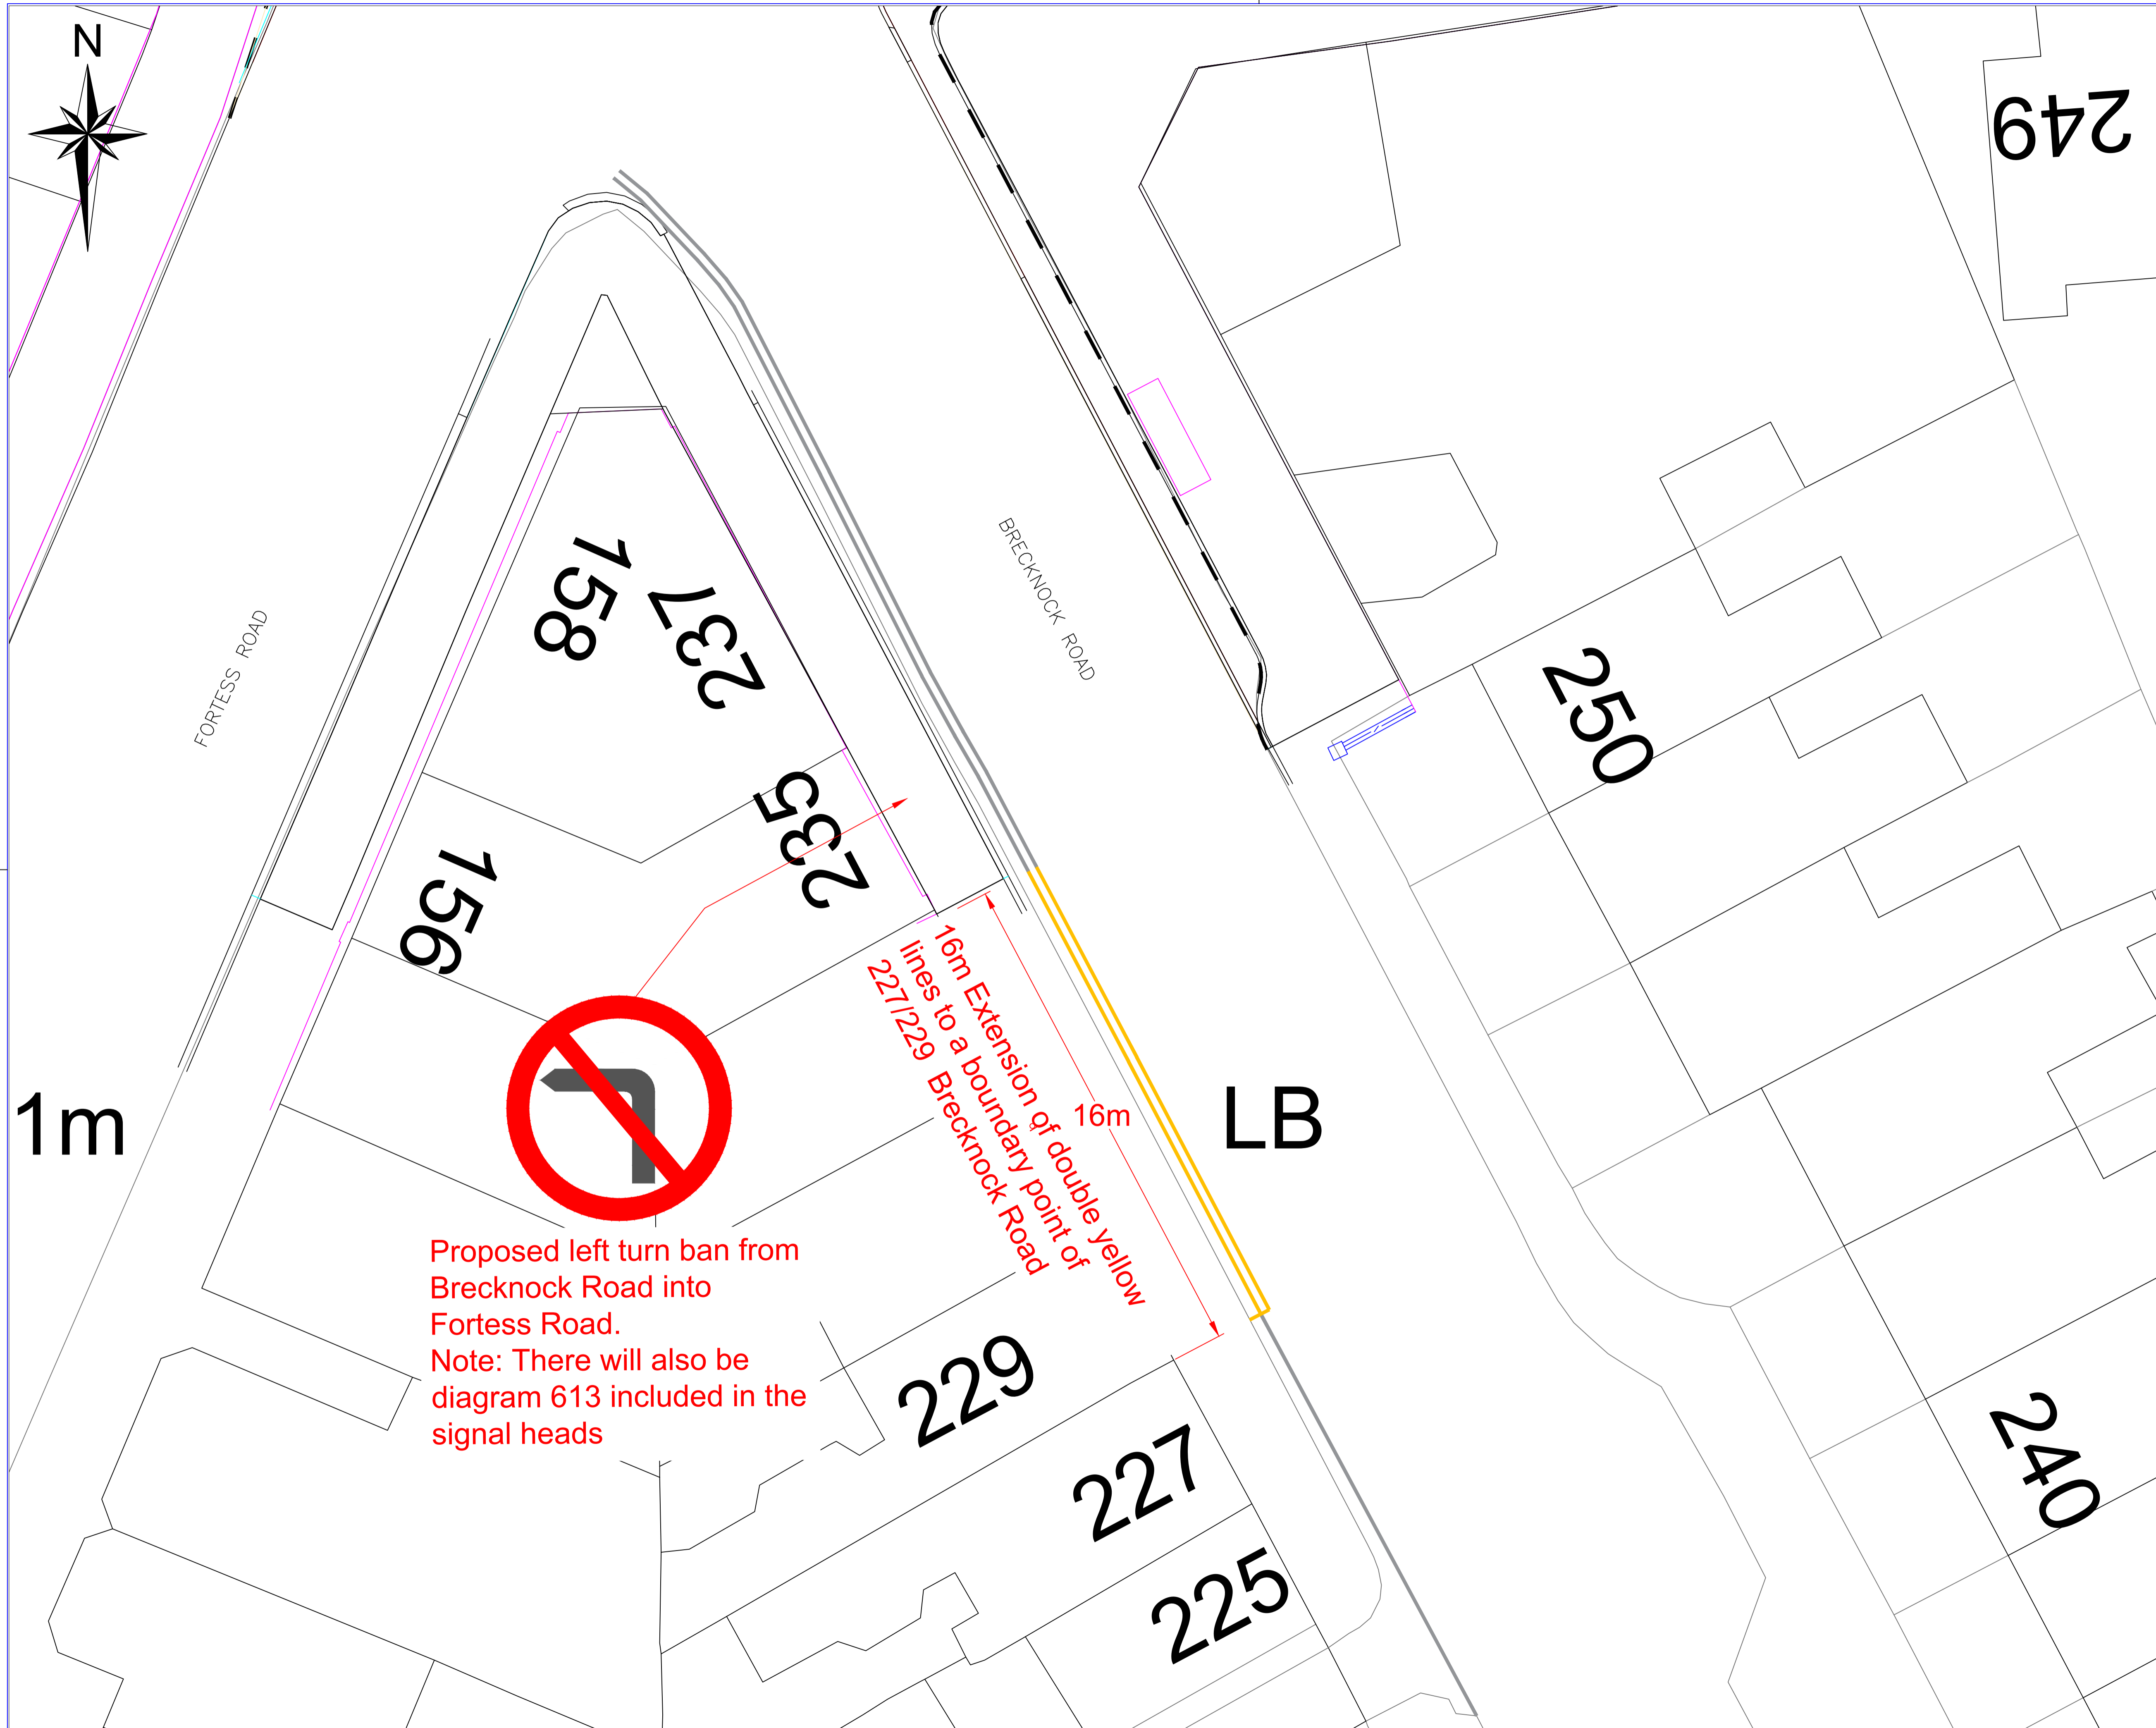 N
249
FORTESS ROAD
BRECKNOCK ROAD
158
237
250
235
156
16m Extension of double yellow
lines to a boundary point of
227/229 Brecknock Road
16m
1m
LB
Proposed left turn ban from
Brecknock Road into
Fortess Road.
Note: There will also be
diagram 613 included in the
signal heads
229
227
225
240